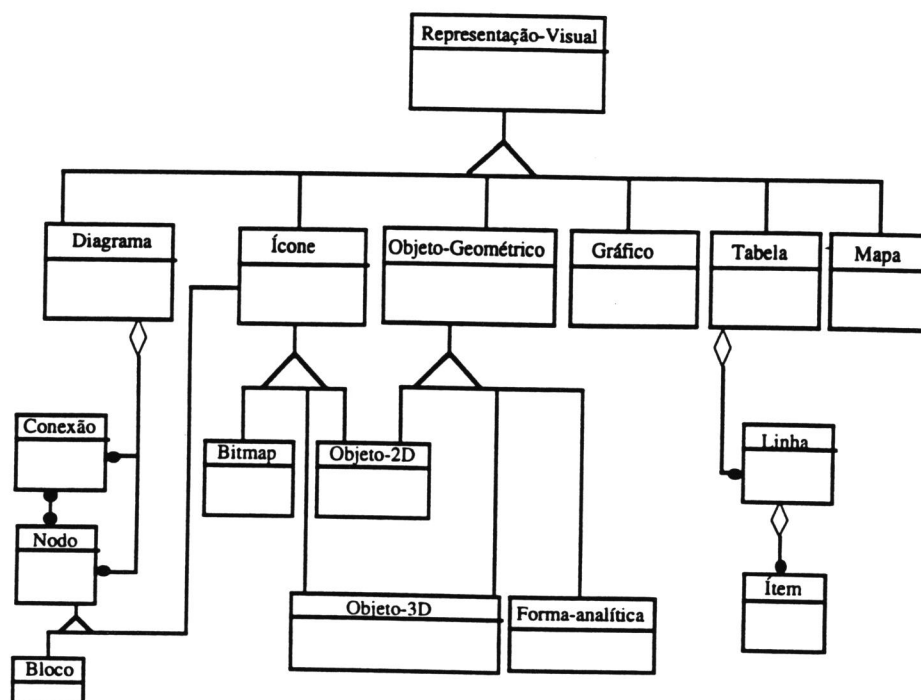 Representação-Visual
Diagrama
Ícone
Objeto-Geométrico
Gráfico
Tabela
Mapa
Conexão
Bitmap
Objeto-2D
Linha
Nodo
Objeto-3D
Forma-analítica
Ítem
Bloco